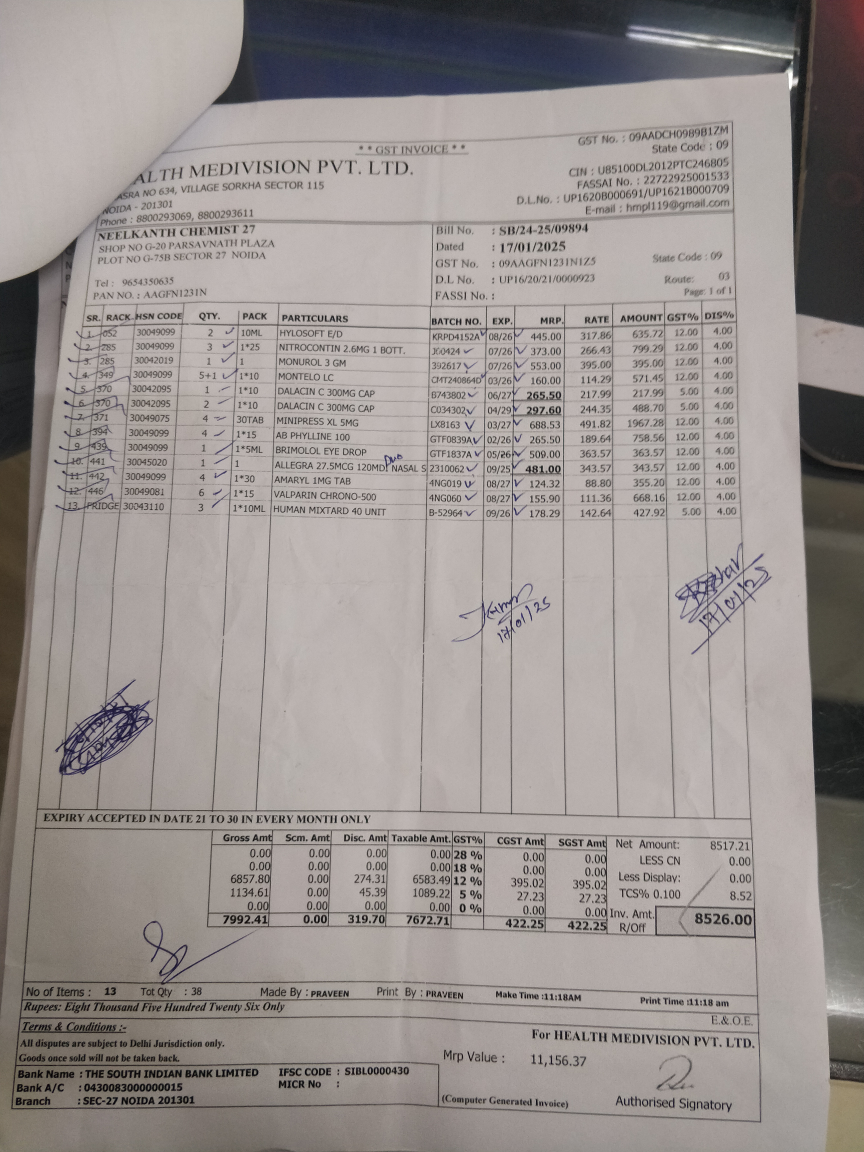 * * GST INVOICE * *
GST No. : 09AADCH0989B1ZM
State Code : 09
ALTH MEDIVISION PVT. LTD.
CIN : U85100DL2012PTC246805
SRA NO 634, VILLAGE SORKHA SECTOR 115
FASSAI No. : 22722925001533
NOIDA - 201301
D.L.No. : UP1620B000691/UP1621B000709
Phone : 8800293069, 8800293611
E-mail : hmpl119@gmail.com
NEELKANTH CHEMIST 27
SHOP NO G-20 PARSAVNATH PLAZA
PLOT NO G-75B SECTOR 27 NOIDA
Tel : 9654350635
PAN NO. : AAGFN1231N
Bill No. : SB/24-25/09894
Dated : 17/01/2025
GST No. : 09AAGFN1231N1Z5 State Code : 09
D.L No. : UP16/20/21/0000923 Route: 03
FASSI No. : Page: 1 of 1
SR. RACK HSN CODE QTY. PACK PARTICULARS BATCH NO. EXP. MRP. RATE AMOUNT GST% DIS%
1. 052 30049099 2 10ML HYLOSOFT E/D KRPD4152A 08/26 445.00 317.86 635.72 12.00 4.00
2. 285 30049099 3 1*25 NITROCONTIN 2.6MG 1 BOTT. J00424 07/26 373.00 266.43 799.29 12.00 4.00
3. 285 30042019 1 1 MONUROL 3 GM 392617 07/26 553.00 395.00 395.00 12.00 4.00
4. 349 30049099 5+1 1*10 MONTELO LC CMT240864D 03/26 160.00 114.29 571.45 12.00 4.00
5. 370 30042095 1 1*10 DALACIN C 300MG CAP B743802 06/27 265.50 217.99 217.99 5.00 4.00
6. 370 30042095 2 1*10 DALACIN C 300MG CAP C034302 04/29 297.60 244.35 488.70 12.00 4.00
7. 371 30049075 4 30TAB MINIPRESS XL 5MG LX8163 03/27 688.53 491.82 1967.28 12.00 4.00
8. 394 30049099 4 1*15 AB PHYLLINE 100 GTF0839A 02/26 265.50 189.64 758.56 12.00 4.00
9. 439 30049099 1 1*5ML BRIMOLOL EYE DROP GTF1837A 05/26 509.00 363.57 363.57 12.00 4.00
Duo
10. 441 30045020 1 1 ALLEGRA 27.5MCG 120MD NASAL S 2310062 09/25 481.00 343.57 343.57 12.00 4.00
11. 442 30049099 4 1*30 AMARYL 1MG TAB 4NG019 08/27 124.32 88.80 355.20 12.00 4.00
12. 446 30049081 6 1*15 VALPARIN CHRONO-500 4NG060 08/27 155.90 111.36 668.16 12.00 4.00
13. FRIDGE 30043110 3 1*10ML HUMAN MIXTARD 40 UNIT B-52964 09/26 178.29 142.64 427.92 5.00 4.00
17/01/25
17/01/25
EXPIRY ACCEPTED IN DATE 21 TO 30 IN EVERY MONTH ONLY
Gross Amt Scm. Amt Disc. Amt Taxable Amt. GST% CGST Amt SGST Amt
0.00 0.00 0.00 0.00 28 % 0.00 0.00
0.00 0.00 0.00 0.00 18 % 0.00 0.00
6857.80 0.00 274.31 6583.49 12 % 395.02 395.02
1134.61 0.00 45.39 1089.22 5 % 27.23 27.23
0.00 0.00 0.00 0.00 0 % 0.00 0.00
7992.41 0.00 319.70 7672.71 422.25 422.25
Net Amount: 8517.21
LESS CN 0.00
Less Display: 0.00
TCS% 0.100 8.52
Inv. Amt. 8526.00
R/Off
No of Items : 13 Tot Qty : 38 Made By : PRAVEEN Print By : PRAVEEN Make Time :11:18AM Print Time :11:18 am
Rupees: Eight Thousand Five Hundred Twenty Six Only
E.& O.E.
Terms & Conditions :-
All disputes are subject to Delhi Jurisdiction only.
Goods once sold will not be taken back.
For HEALTH MEDIVISION PVT. LTD.
Mrp Value : 11,156.37
Bank Name : THE SOUTH INDIAN BANK LIMITED IFSC CODE : SIBL0000430
Bank A/C : 0430083000000015 MICR No :
Branch : SEC-27 NOIDA 201301
(Computer Generated Invoice)
Authorised Signatory